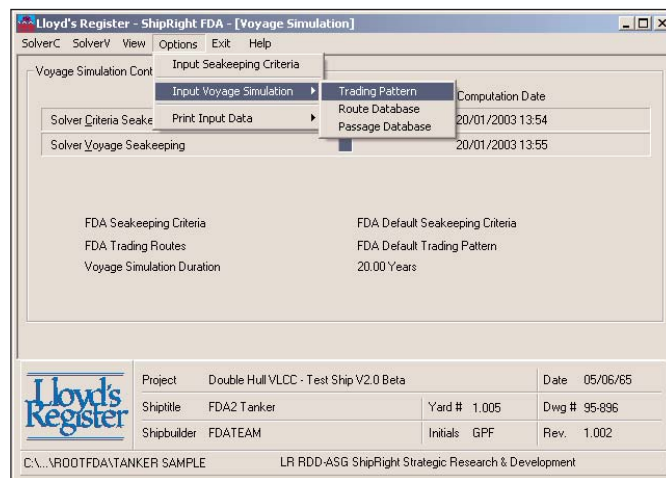 Lloyd's Register - ShipRight FDA - [Voyage Simulation]
SolverC SolverV View Options Exit Help
Input Seakeeping Criteria
Voyage Simulation Cont
Input Voyage Simulation Trading Pattern
Computation Date
Route Database
Solver Criteria Seake Print Input Data 20/01/2003 13:54
Passage Database
Solver Voyage Seakeeping 20/01/2003 13:55
FDA Seakeeping Criteria FDA Default Seakeeping Criteria
FDA Trading Routes FDA Default Trading Pattern
Voyage Simulation Duration 20.00 Years
Lloyd's Register
Project Double Hull VLCC - Test Ship V2.0 Beta Date 05/06/65
Shiptitle FDA2 Tanker Yard # 1.005 Dwg # 95-896
Shipbuilder FDATEAM Initials GPF Rev. 1.002
C:\...\ROOTFDA\TANKER SAMPLE LR RDD-ASG ShipRight Strategic Research & Development